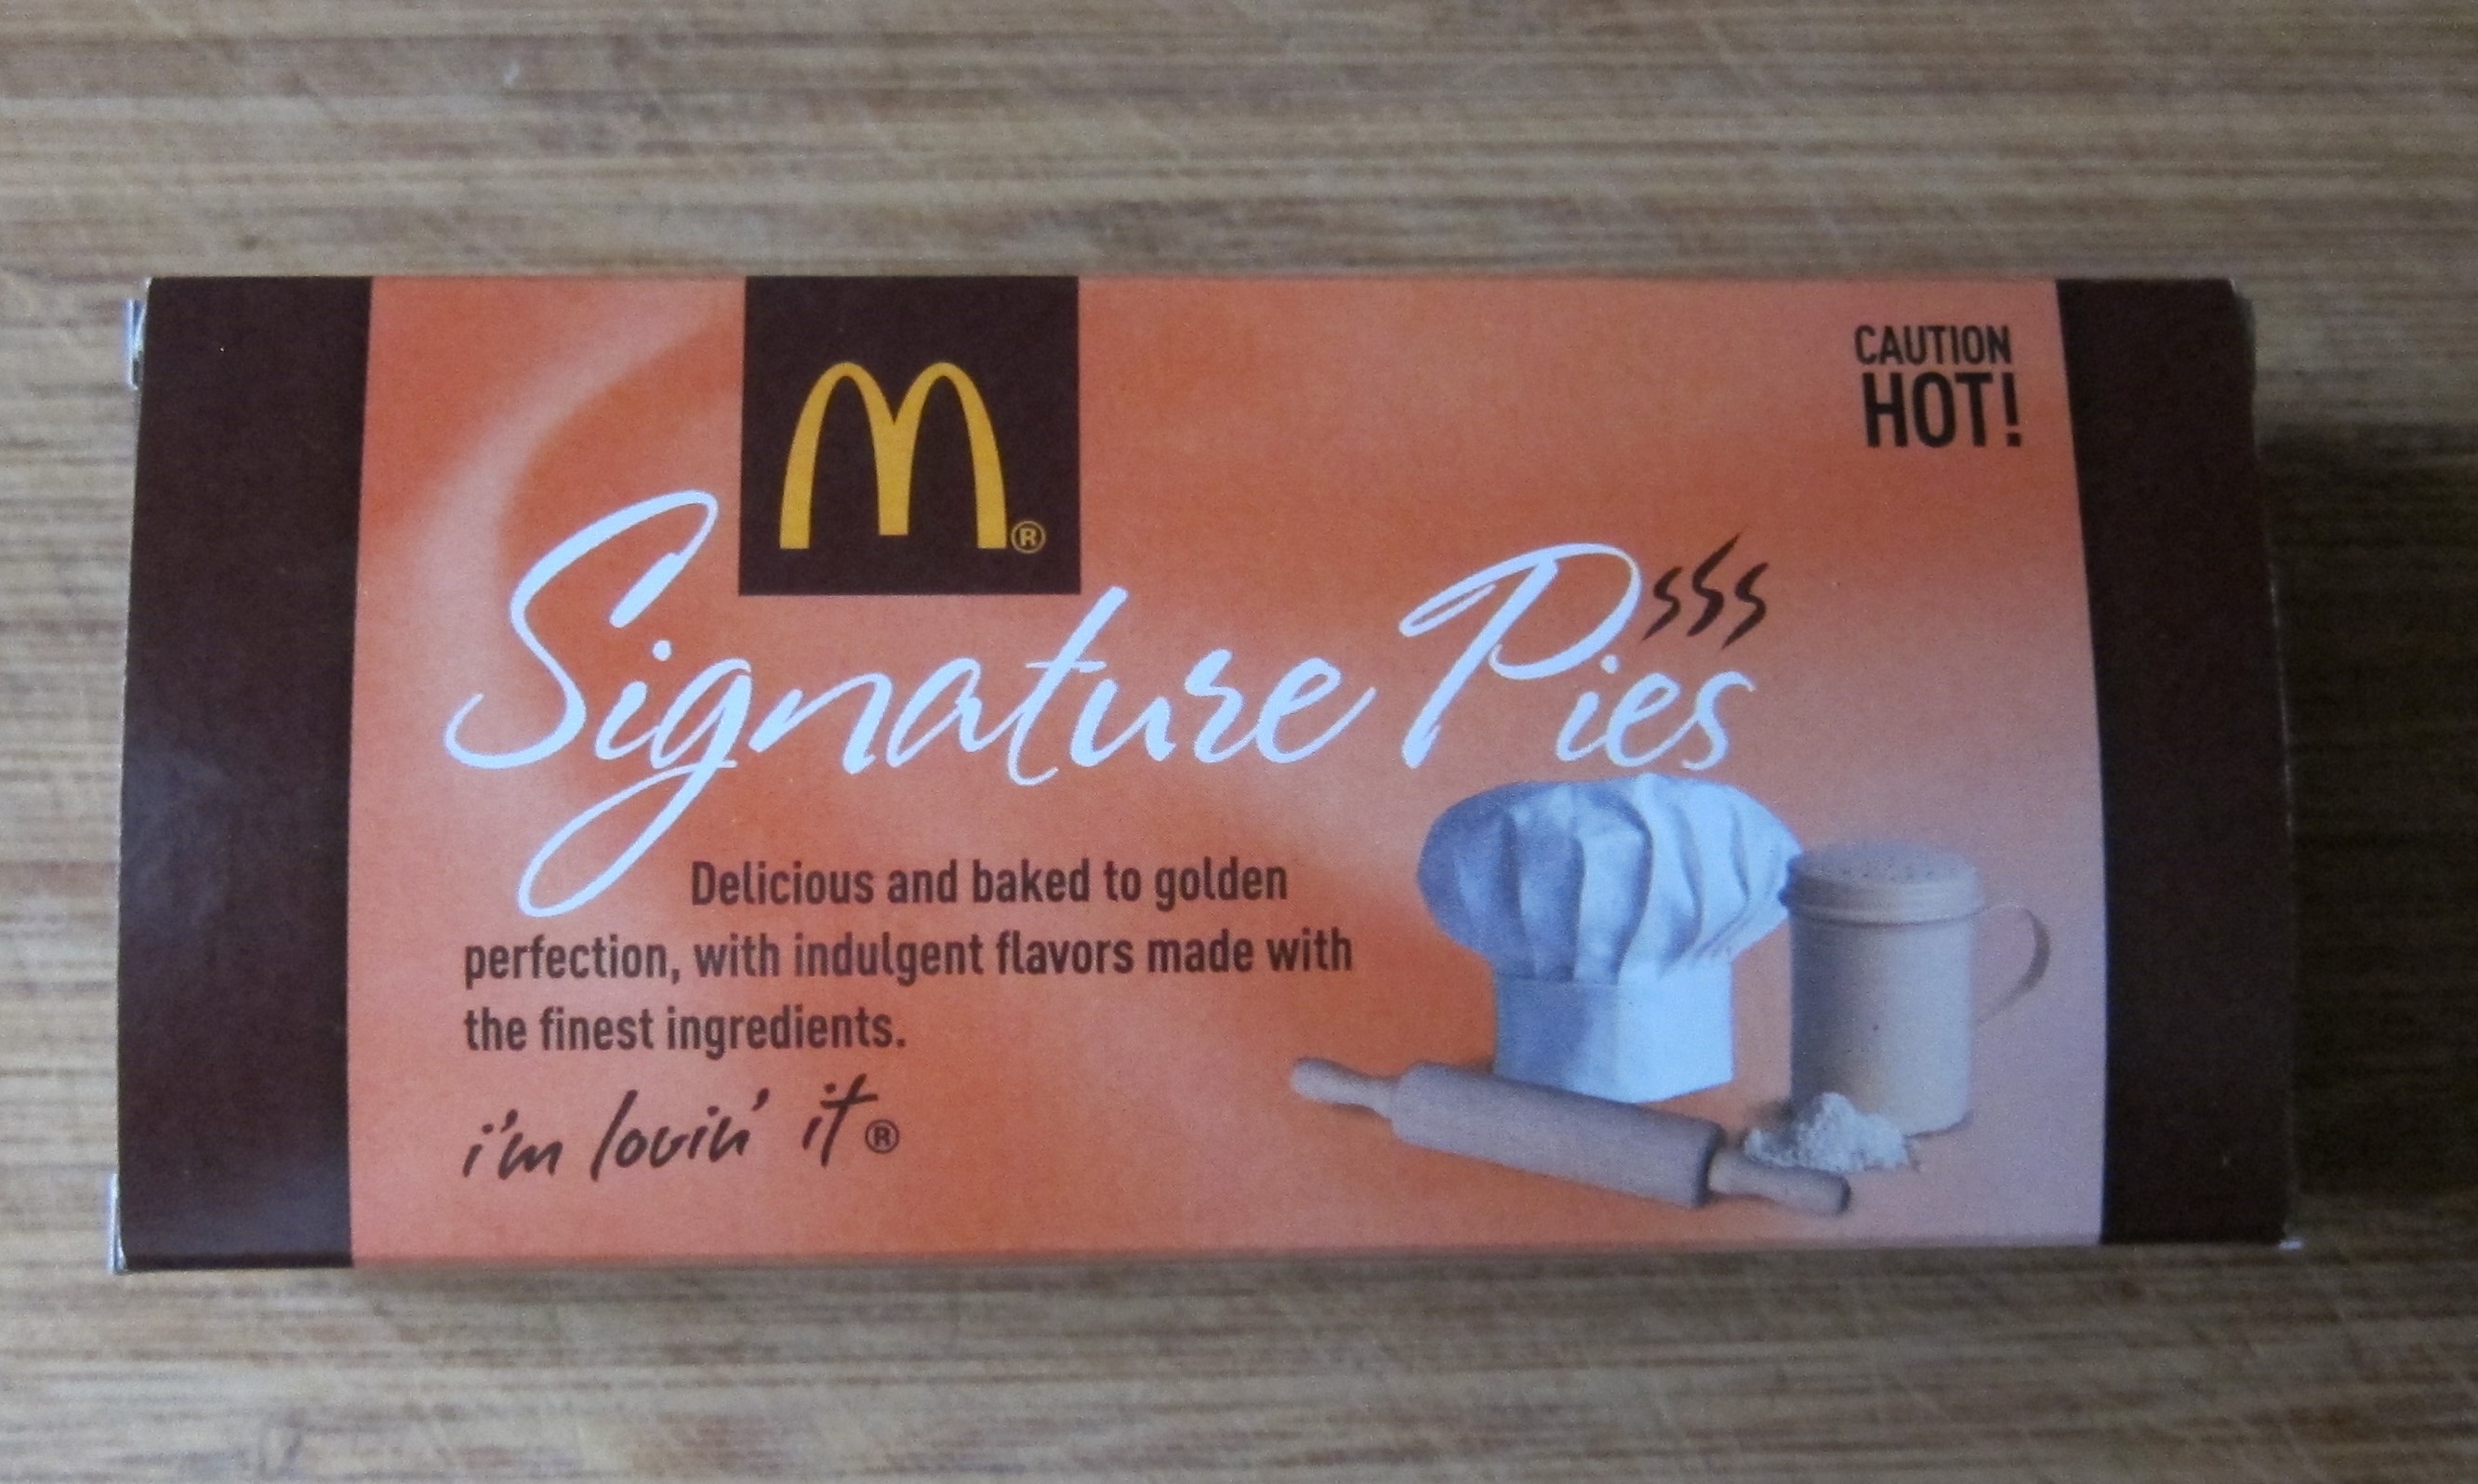 CAUTION
HOT!
M®
Signature Pies
Delicious and baked to golden
perfection, with indulgent flavors made with
the finest ingredients.
i'm lovin' it®